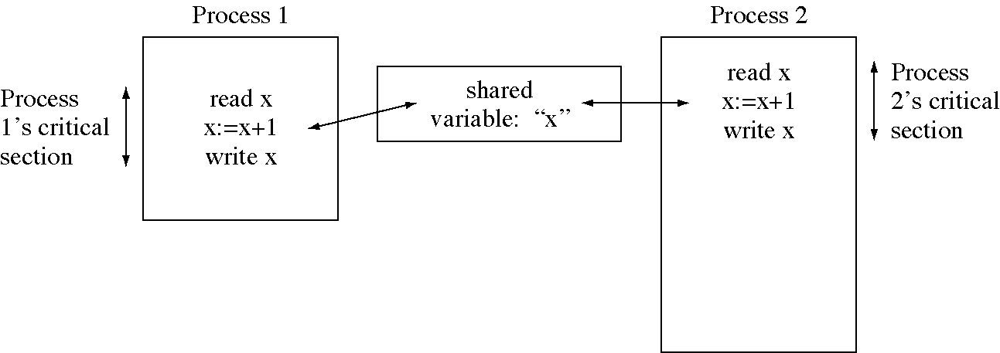 Process 1
Process 2
Process
1's critical
section
read x
x:=x+1
write x
shared
variable: “x”
read x
x:=x+1
write x
Process
2's critical
section